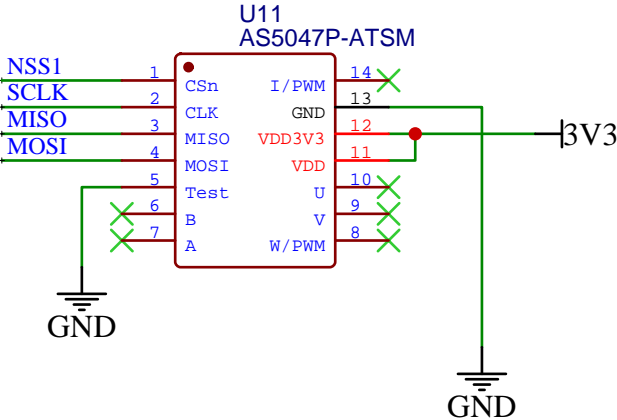 U11
AS5047P-ATSM
NSS1 1 CSn I/PWM 14
SCLK 2 CLK GND 13
MISO 3 MISO VDD3V3 12 3V3
MOSI 4 MOSI VDD 11
5 Test U 10
6 B V 9
7 A W/PWM 8
GND
GND